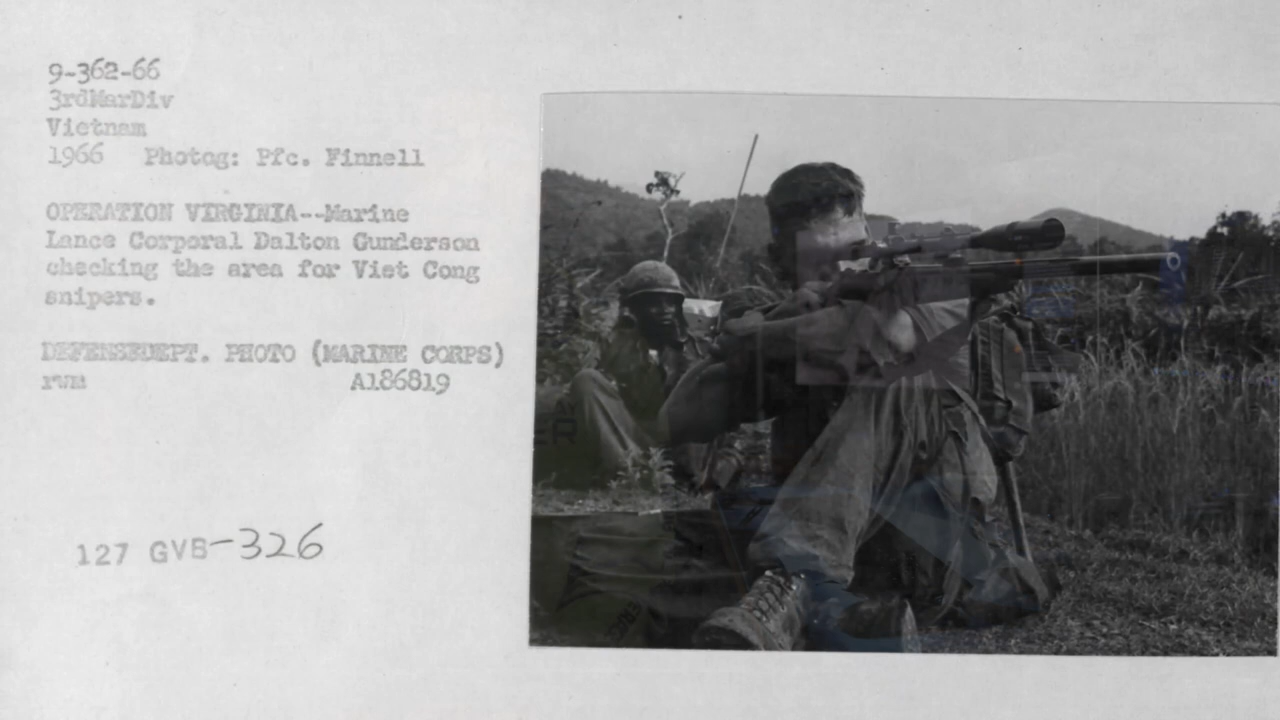 9-362-66
3rdMarDiv
Vietnam
1966 Photog: Pfc. Finnell
OPERATION VIRGINIA--Marine
Lance Corporal Dalton Gunderson
checking the area for Viet Cong
snipers.
DEFENSEDEPT. PHOTO (MARINE CORPS)
rwm A186819
127 GVB-326